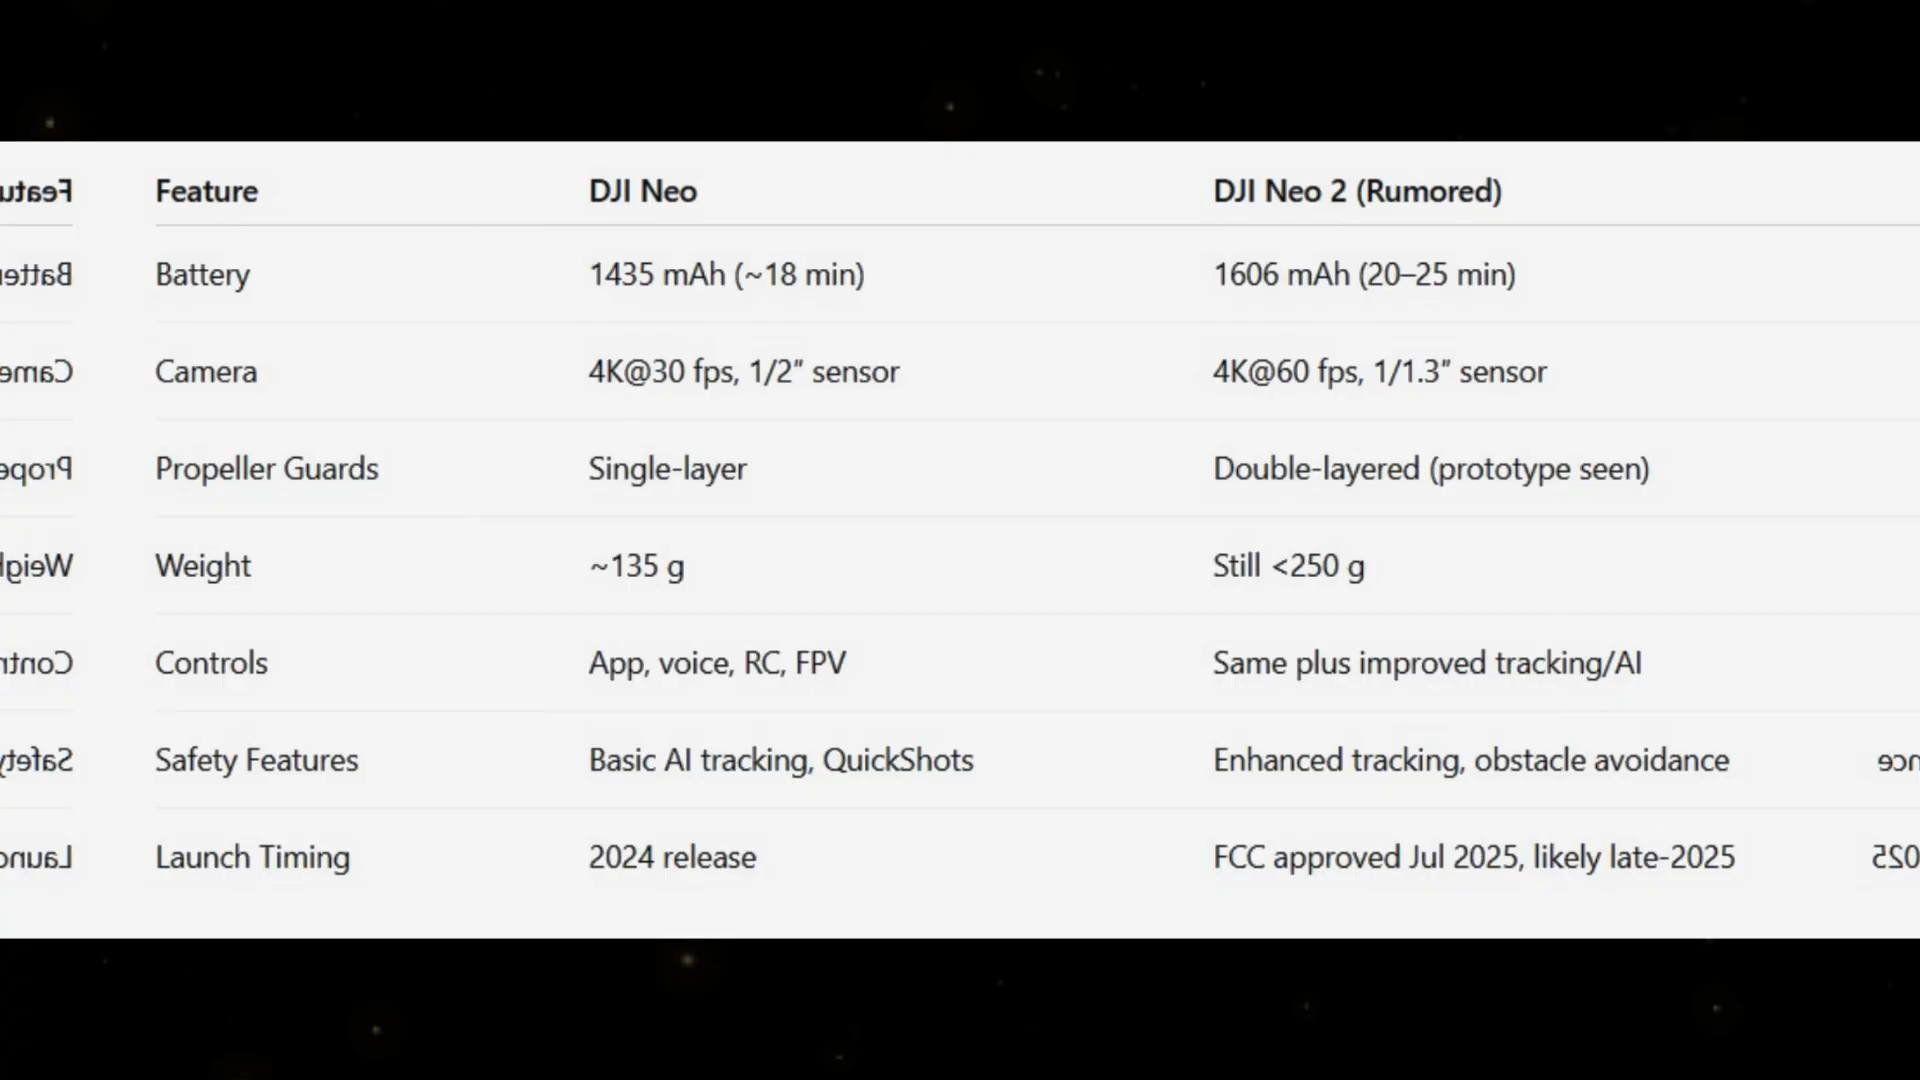 Feature DJI Neo DJI Neo 2 (Rumored)
Battery 1435 mAh (~18 min) 1606 mAh (20–25 min)
Camera 4K@30 fps, 1/2″ sensor 4K@60 fps, 1/1.3″ sensor
Propeller Guards Single-layer Double-layered (prototype seen)
Weight ~135 g Still <250 g
Controls App, voice, RC, FPV Same plus improved tracking/AI
Safety Features Basic AI tracking, QuickShots Enhanced tracking, obstacle avoidance
Launch Timing 2024 release FCC approved Jul 2025, likely late-2025